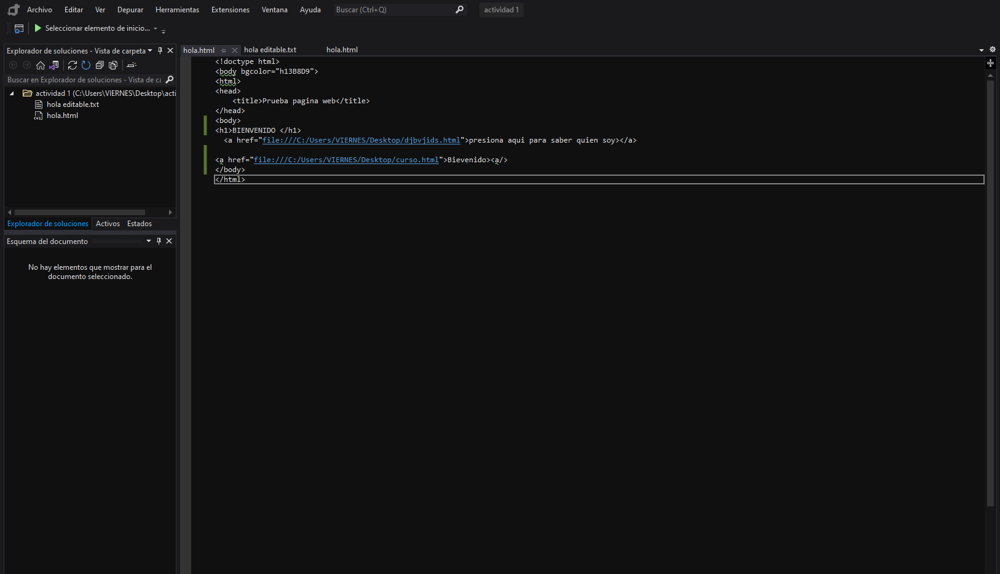 Archivo Editar Ver Depurar Herramientas Extensiones Ventana Ayuda Buscar (Ctrl+Q) actividad 1
Seleccionar elemento de inicio...
Explorador de soluciones - Vista de carpeta
Buscar en Explorador de soluciones - Vista de ca
actividad 1 (C:\Users\VIERNES\Desktop\acti
hola editable.txt
hola.html
Explorador de soluciones Activos Estados
Esquema del documento
No hay elementos que mostrar para el
documento seleccionado.
hola.html hola editable.txt hola.html
<!doctype html>
<body bgcolor="h13B8D9">
<html>
<head>
<title>Prueba pagina web</title>
</head>
<body>
<h1>BIENVENIDO </h1>
<a href="file:///C:/Users/VIERNES/Desktop/djbvjids.html">presiona aqui para saber quien soy></a>
<a href="file:///C:/Users/VIERNES/Desktop/curso.html">Bievenido><a/>
</body>
</html>